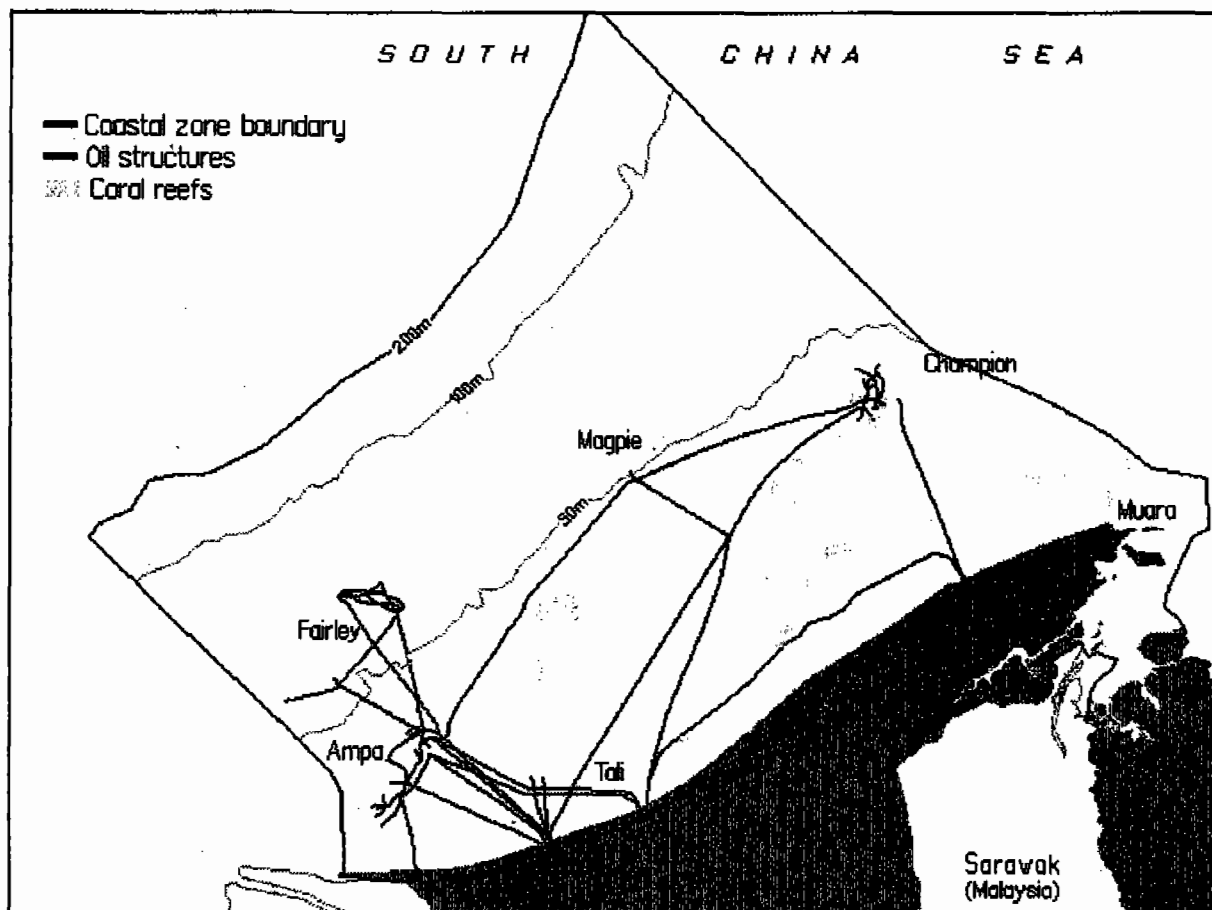 SOUTH CHINA SEA
Coastal zone boundary
Oil structures
Coral reefs
200m
100m
Champion
Magpie
50m
Muara
Fairley
Ampa
Tali
Sarawak
(Malaysia)